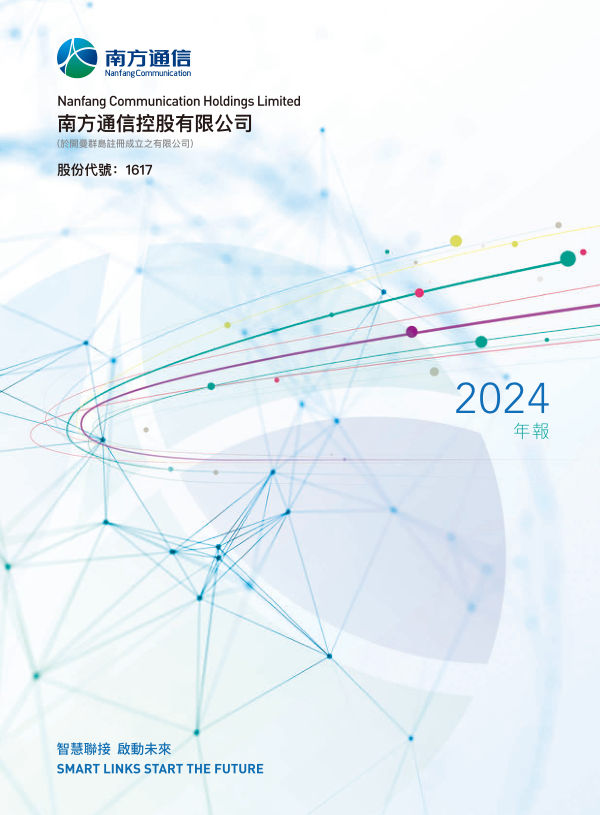 南方通信
Nanfang Communication
Nanfang Communication Holdings Limited
南方通信控股有限公司
(於開曼群島註冊成立之有限公司)
股份代號：1617
2024
年報
智慧聯接 啟動未來
SMART LINKS START THE FUTURE